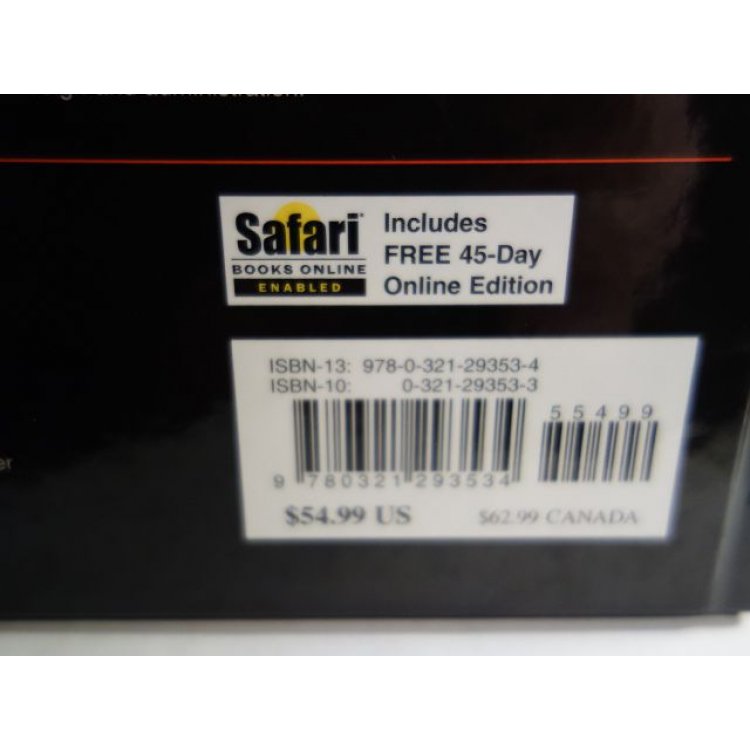 administration.
Safari
BOOKS ONLINE
ENABLED
Includes
FREE 45-Day
Online Edition
ISBN-13: 978-0-321-29353-4
ISBN-10: 0-321-29353-3
55499
9 780321 293534
$54.99 US $62.99 CANADA